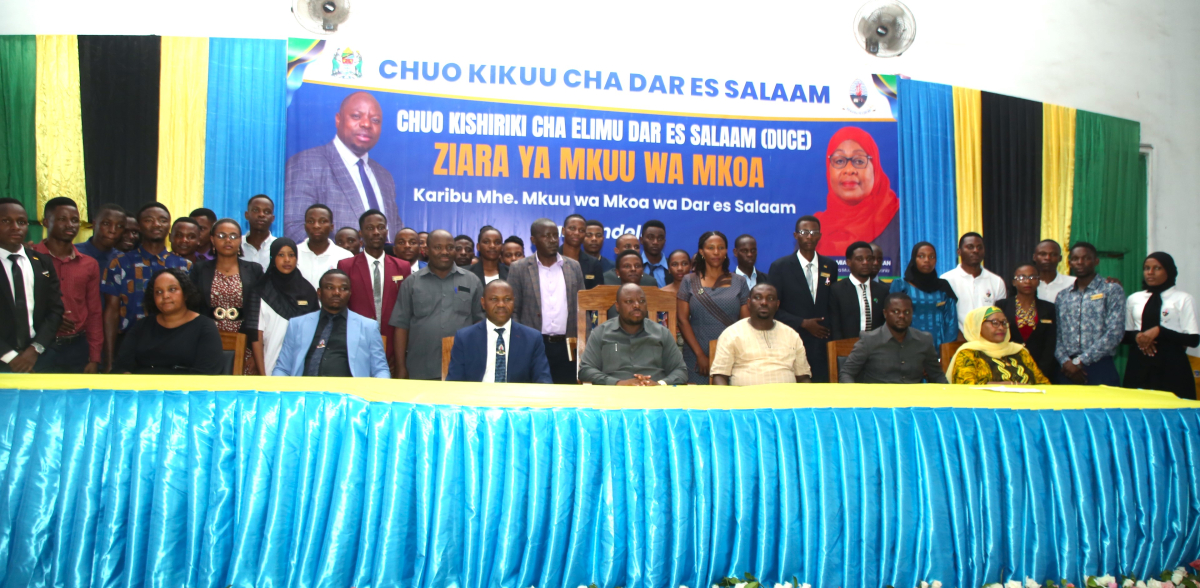 CHUO KIKUU CHA DAR ES SALAAM
CHUO KISHIRIKI CHA ELIMU DAR ES SALAAM (DUCE)
ZIARA YA MKUU WA MKOA
Karibu Mhe. Mkuu wa Mkoa wa Dar es Salaam